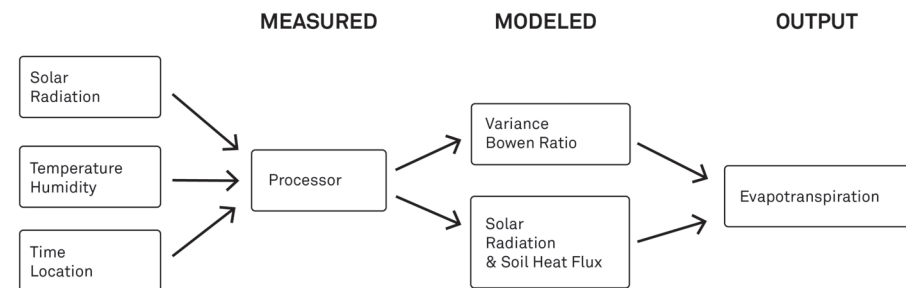 MEASURED
MODELED
OUTPUT
Solar
Radiation
Temperature
Humidity
Time
Location
Processor
Variance
Bowen Ratio
Solar
Radiation
& Soil Heat Flux
Evapotranspiration